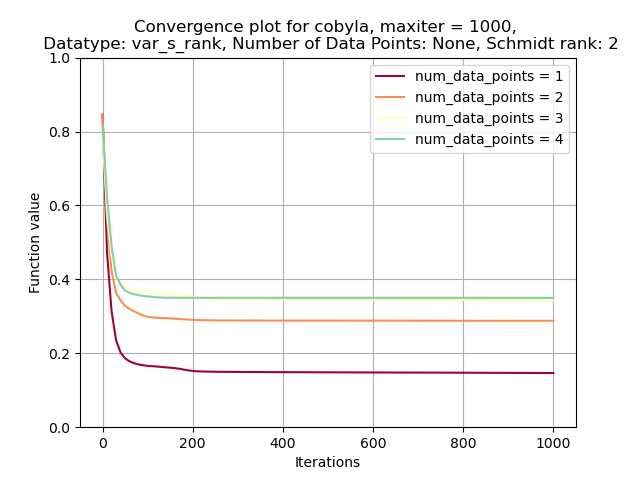 Convergence plot for cobyla, maxiter = 1000,
Datatype: var_s_rank, Number of Data Points: None, Schmidt rank: 2
num_data_points = 1
num_data_points = 2
num_data_points = 3
num_data_points = 4
Function value
1.0
0.8
0.6
0.4
0.2
0.0
0 200 400 600 800 1000
Iterations